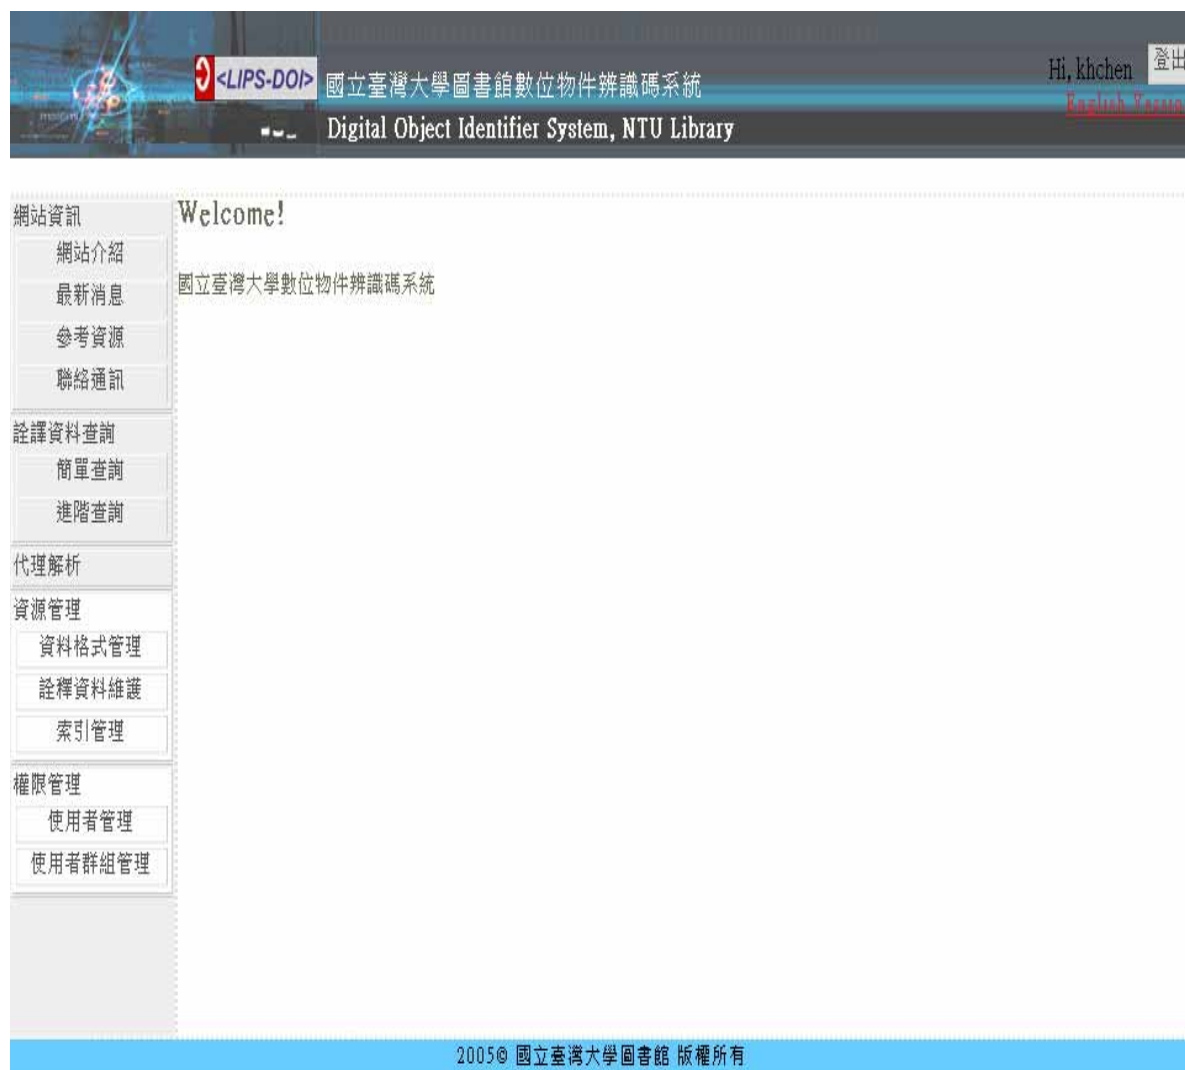 <LIPS-DOI>
國立臺灣大學圖書館數位物件辨識碼系統
Digital Object Identifier System, NTU Library
Hi, khchen
登出
English
網站資訊
網站介紹
最新消息
參考資源
聯絡通訊
詮譯資料查詢
簡單查詢
進階查詢
代理解析
資源管理
資料格式管理
詮釋資料維護
索引管理
權限管理
使用者管理
使用者群組管理
Welcome!
國立臺灣大學數位物件辨識碼系統
2005© 國立臺灣大學圖書館 版權所有